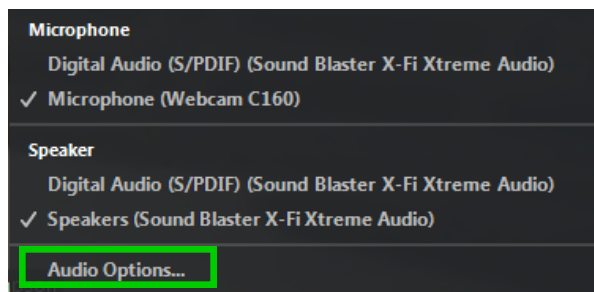 Microphone
Digital Audio (S/PDIF) (Sound Blaster X-Fi Xtreme Audio)
✓ Microphone (Webcam C160)
Speaker
Digital Audio (S/PDIF) (Sound Blaster X-Fi Xtreme Audio)
✓ Speakers (Sound Blaster X-Fi Xtreme Audio)
Audio Options...